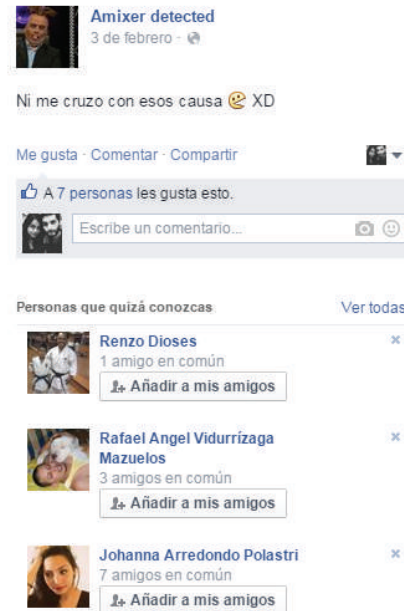 Amixer detected
3 de febrero ·
Ni me cruzo con esos causa XD
Me gusta · Comentar · Compartir
A 7 personas les gusta esto.
Escribe un comentario...
Personas que quizá conozcas Ver todas
Renzo Dioses
1 amigo en común
Añadir a mis amigos
Rafael Angel Vidurrízaga
Mazuelos
3 amigos en común
Añadir a mis amigos
Johanna Arredondo Polastri
7 amigos en común
Añadir a mis amigos